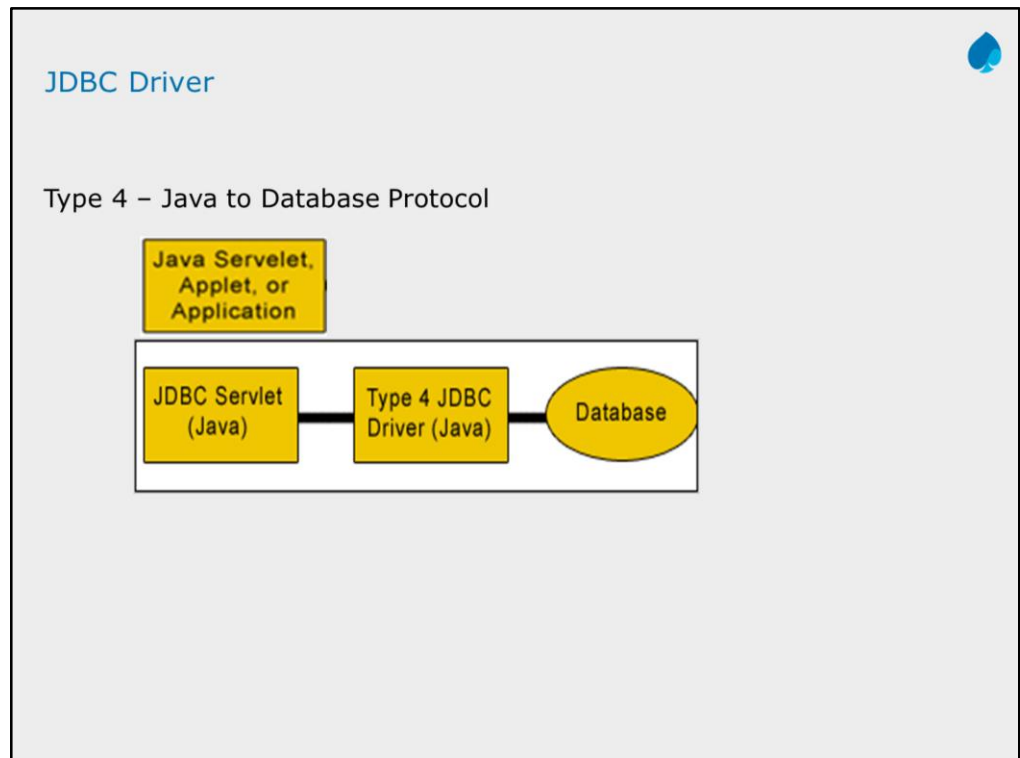 JDBC Driver
Type 4 – Java to Database Protocol
Java Servelet,
Applet, or
Application
JDBC Servlet
(Java)
Type 4 JDBC
Driver (Java)
Database